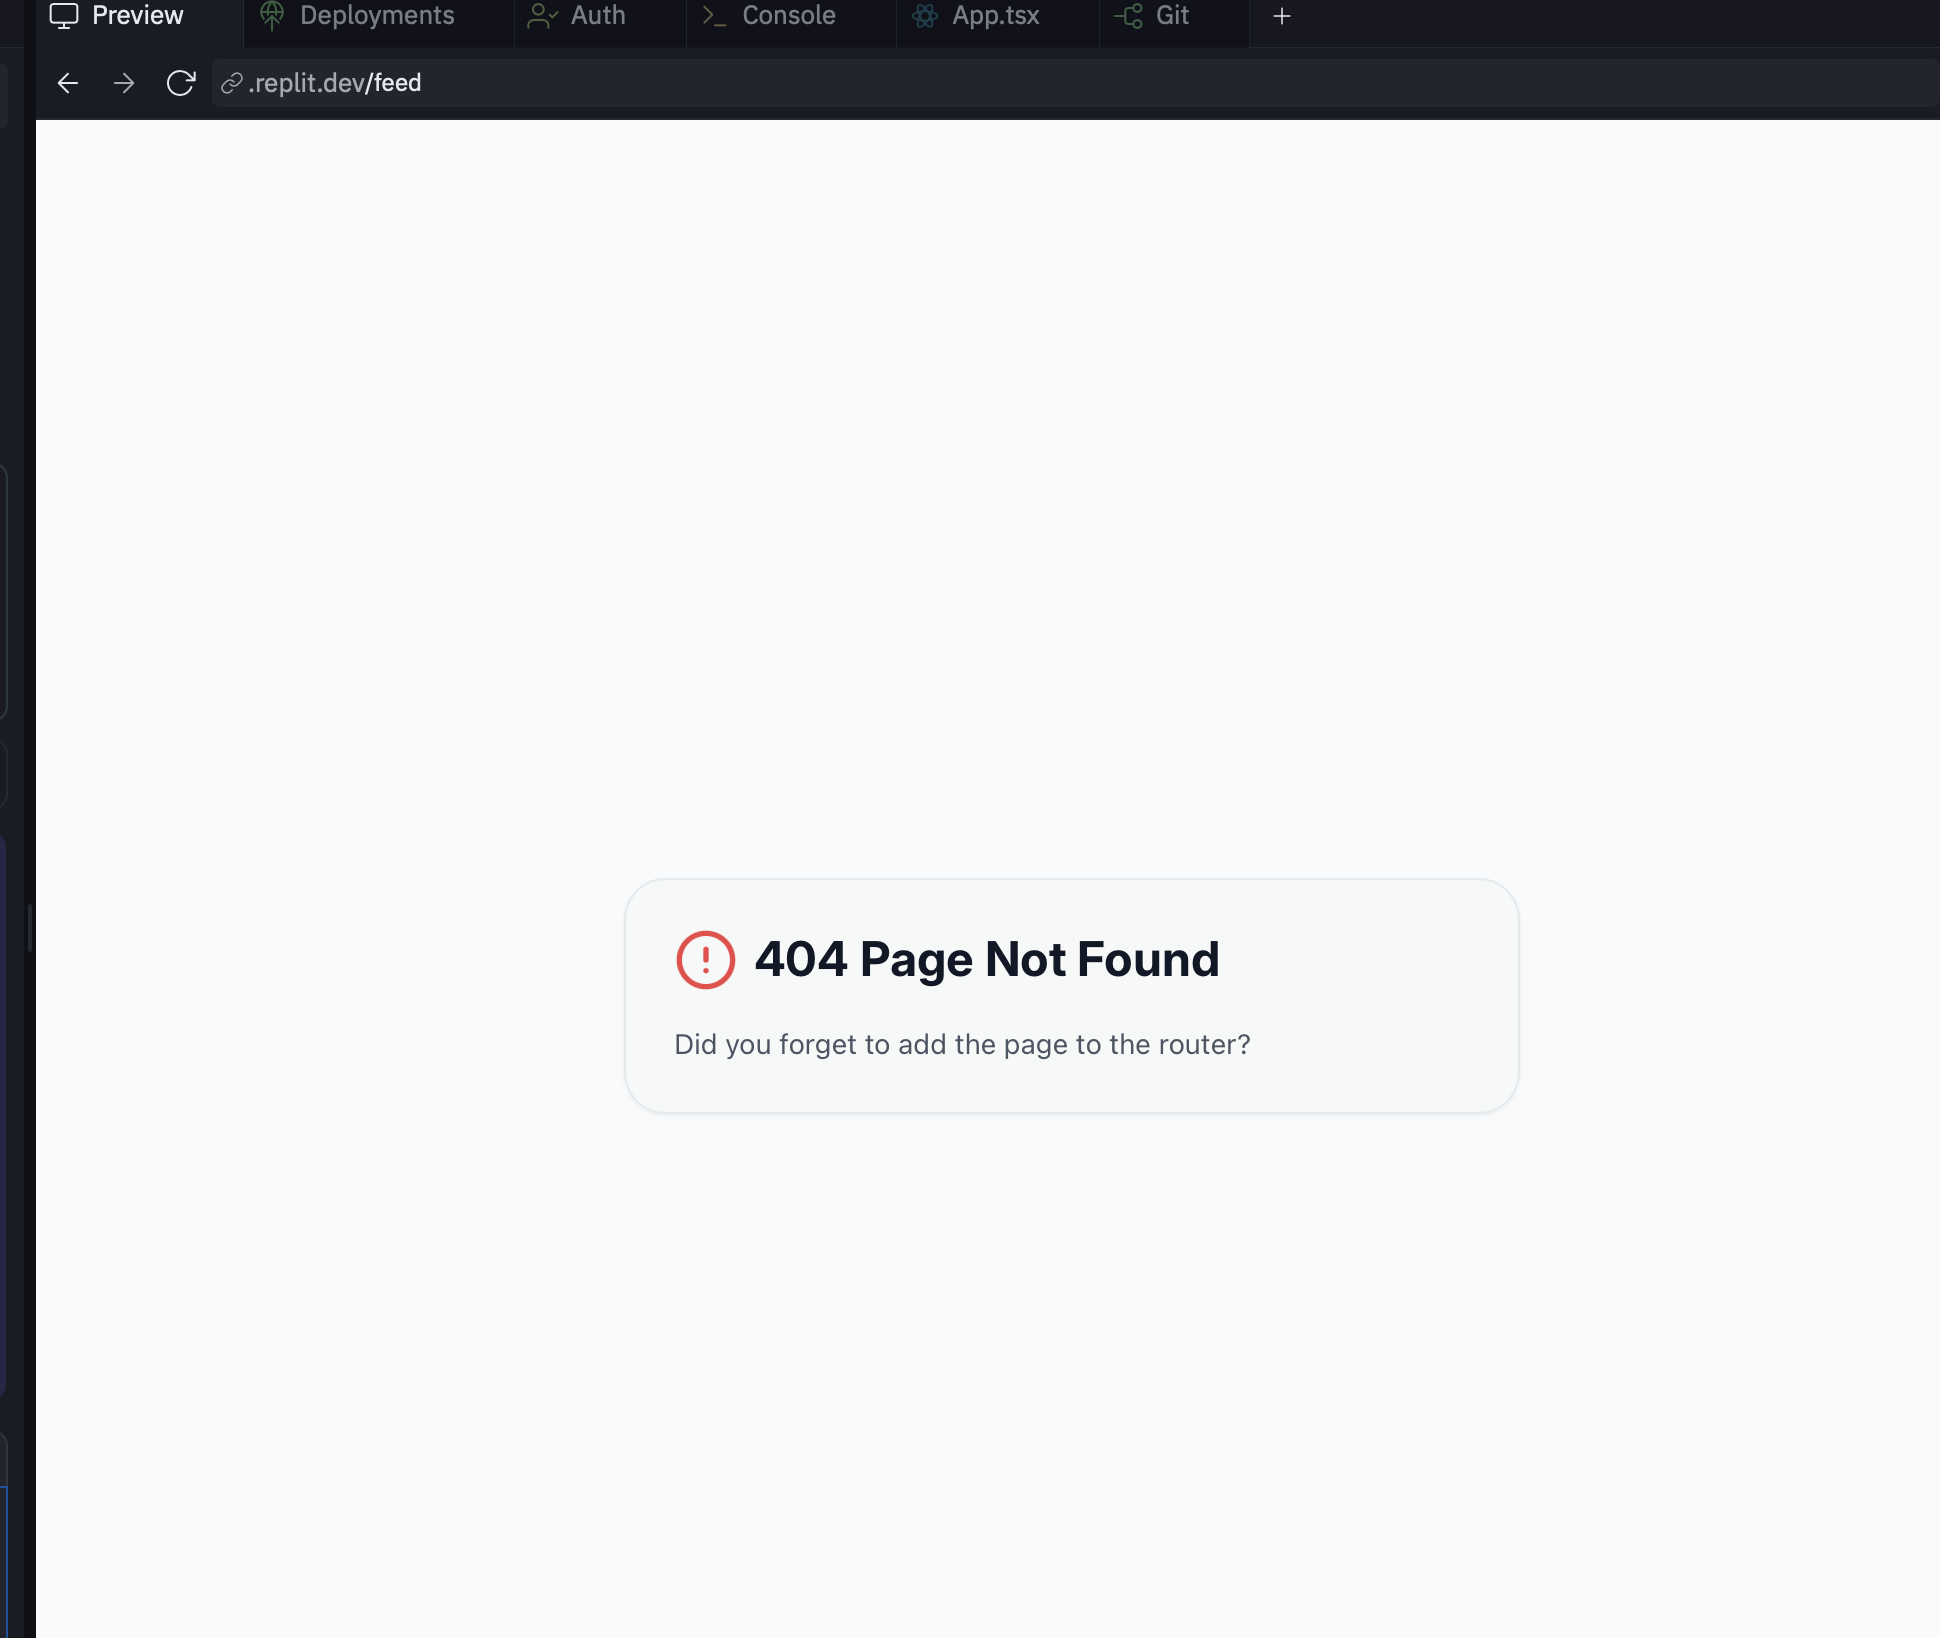 Preview Deployments Auth Console App.tsx Git
.replit.dev/feed
404 Page Not Found
Did you forget to add the page to the router?